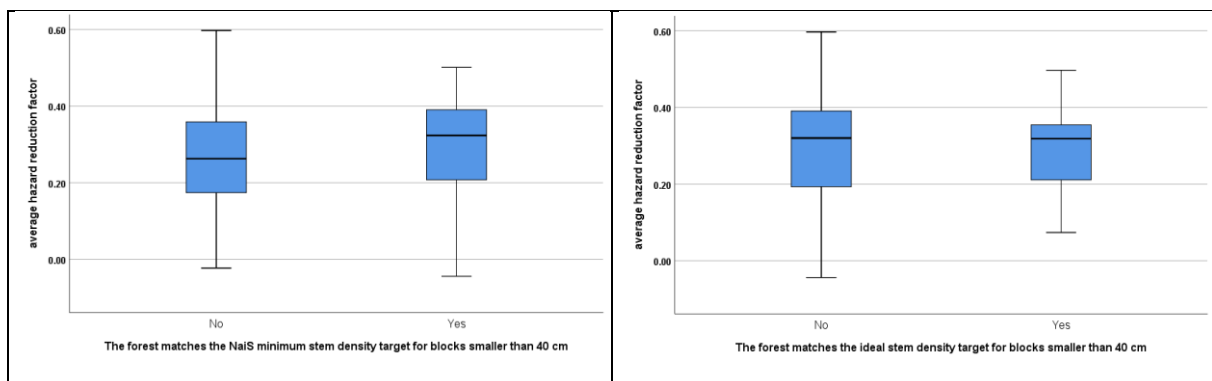 average hazard reduction factor
0.60
0.40
0.20
0.00
No
Yes
The forest matches the NaiS minimum stem density target for blocks smaller than 40 cm
average hazard reduction factor
0.60
0.40
0.20
0.00
No
Yes
The forest matches the ideal stem density target for blocks smaller than 40 cm